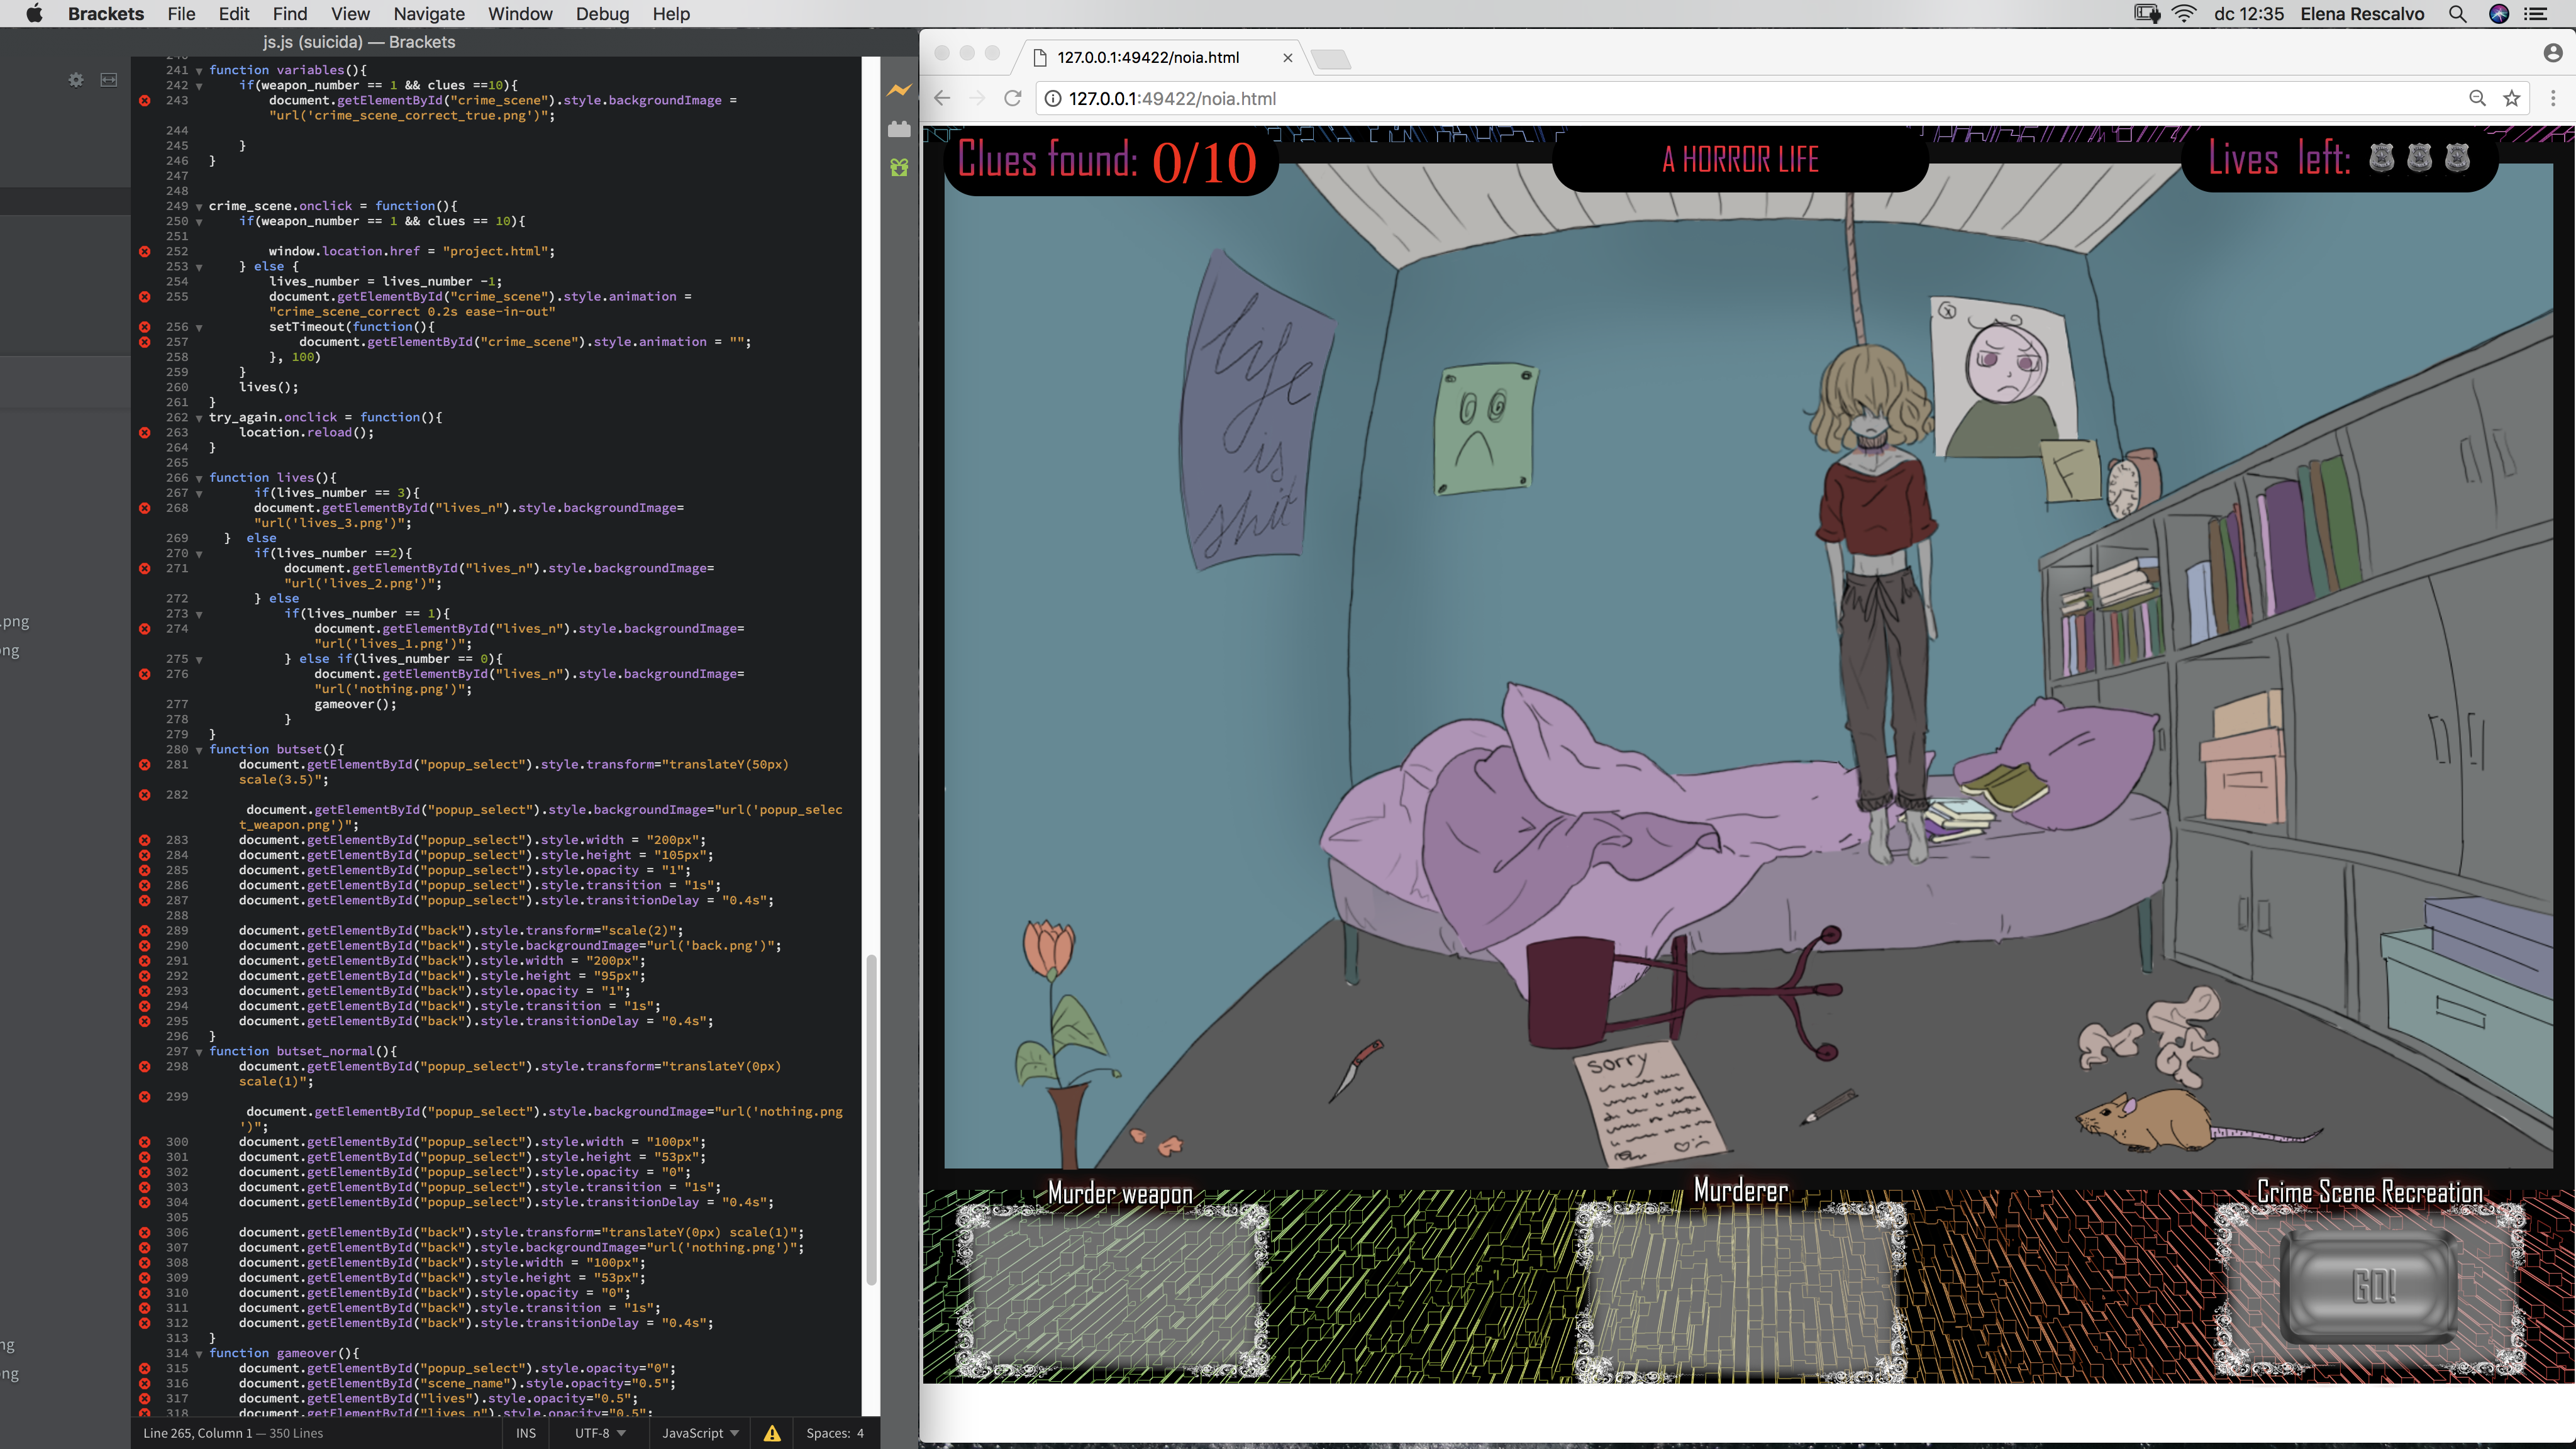 Brackets File Edit Find View Navigate Window Debug Help
dc 12:35 Elena Rescalvo
js.js (suicida) — Brackets
.png
ng
ng
ng
241 function variables(){
242 if(weapon_number == 1 && clues ==10){
243 document.getElementById("crime_scene").style.backgroundImage =
"url('crime_scene_correct_true.png')";
244
245 }
246 }
247
248
249 crime_scene.onclick = function(){
250 if(weapon_number == 1 && clues == 10){
251
252 window.location.href = "project.html";
253 } else {
254 lives_number = lives_number -1;
255 document.getElementById("crime_scene").style.animation =
"crime_scene_correct 0.2s ease-in-out"
256 setTimeout(function(){
257 document.getElementById("crime_scene").style.animation = "";
258 }, 100)
259 }
260 lives();
261 }
262 try_again.onclick = function(){
263 location.reload();
264 }
265
266 function lives(){
267 if(lives_number == 3){
268 document.getElementById("lives_n").style.backgroundImage=
"url('lives_3.png')";
269 } else
270 if(lives_number ==2){
271 document.getElementById("lives_n").style.backgroundImage=
"url('lives_2.png')";
272 } else
273 if(lives_number == 1){
274 document.getElementById("lives_n").style.backgroundImage=
"url('lives_1.png')";
275 } else if(lives_number == 0){
276 document.getElementById("lives_n").style.backgroundImage=
"url('nothing.png')";
277 gameover();
278 }
279 }
280 function butset(){
281 document.getElementById("popup_select").style.transform="translateY(50px)
scale(3.5)";
282
document.getElementById("popup_select").style.backgroundImage="url('popup_selec
t_weapon.png')";
283 document.getElementById("popup_select").style.width = "200px";
284 document.getElementById("popup_select").style.height = "105px";
285 document.getElementById("popup_select").style.opacity = "1";
286 document.getElementById("popup_select").style.transition = "1s";
287 document.getElementById("popup_select").style.transitionDelay = "0.4s";
288
289 document.getElementById("back").style.transform="scale(2)";
290 document.getElementById("back").style.backgroundImage="url('back.png')";
291 document.getElementById("back").style.width = "200px";
292 document.getElementById("back").style.height = "95px";
293 document.getElementById("back").style.opacity = "1";
294 document.getElementById("back").style.transition = "1s";
295 document.getElementById("back").style.transitionDelay = "0.4s";
296 }
297 function butset_normal(){
298 document.getElementById("popup_select").style.transform="translateY(0px)
scale(1)";
299
document.getElementById("popup_select").style.backgroundImage="url('nothing.png
')";
300 document.getElementById("popup_select").style.width = "100px";
301 document.getElementById("popup_select").style.height = "53px";
302 document.getElementById("popup_select").style.opacity = "0";
303 document.getElementById("popup_select").style.transition = "1s";
304 document.getElementById("popup_select").style.transitionDelay = "0.4s";
305
306 document.getElementById("back").style.transform="translateY(0px) scale(1)";
307 document.getElementById("back").style.backgroundImage="url('nothing.png')";
308 document.getElementById("back").style.width = "100px";
309 document.getElementById("back").style.height = "53px";
310 document.getElementById("back").style.opacity = "0";
311 document.getElementById("back").style.transition = "1s";
312 document.getElementById("back").style.transitionDelay = "0.4s";
313 }
314 function gameover(){
315 document.getElementById("popup_select").style.opacity="0";
316 document.getElementById("scene_name").style.opacity="0.5";
317 document.getElementById("lives").style.opacity="0.5";
318 document.getElementById("lives_n").style.opacity="0.5";
Line 265, Column 1 — 350 Lines
INS UTF-8 JavaScript Spaces: 4
127.0.0.1:49422/noia.html
127.0.0.1:49422/noia.html
Clues found: 0/10
A HORROR LIFE
Lives left:
life
is
shit
F
sorry
Murder weapon
Murderer
Crime Scene Recreation
GO!